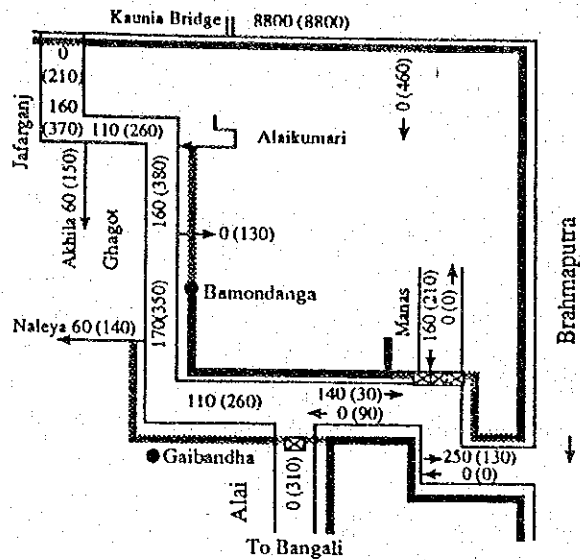 Kaunia Bridge
8800 (8800)
0
(210)
160
(370)
110 (260)
Jafarganj
Akhila 60 (150)
Ghagot
160 (380)
Alaikumari
0 (460)
0 (130)
Bamondanga
170(350)
Naleya 60 (140)
Manas
160 (210)
0 (0)
Brahmaputra
110 (260)
140 (30)
0 (90)
Gaibandha
Alai
0 (310)
250 (130)
0 (0)
To Bangali